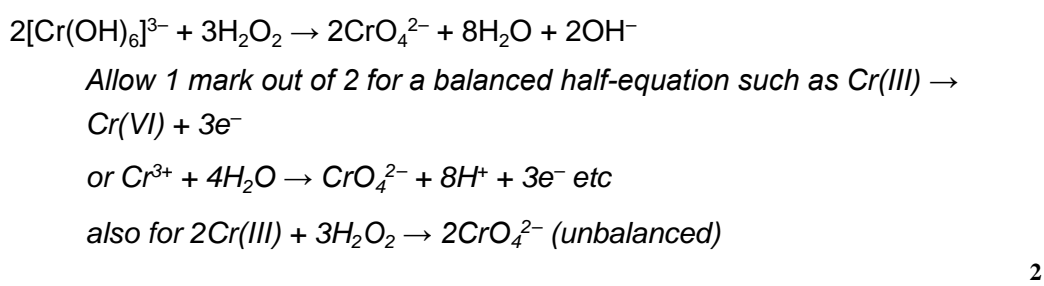 2[Cr(OH)₆]³⁻ + 3H₂O₂ → 2CrO₄²⁻ + 8H₂O + 2OH⁻
Allow 1 mark out of 2 for a balanced half-equation such as Cr(III) →
Cr(VI) + 3e⁻
or Cr³⁺ + 4H₂O → CrO₄²⁻ + 8H⁺ + 3e⁻ etc
also for 2Cr(III) + 3H₂O₂ → 2CrO₄²⁻ (unbalanced)
2